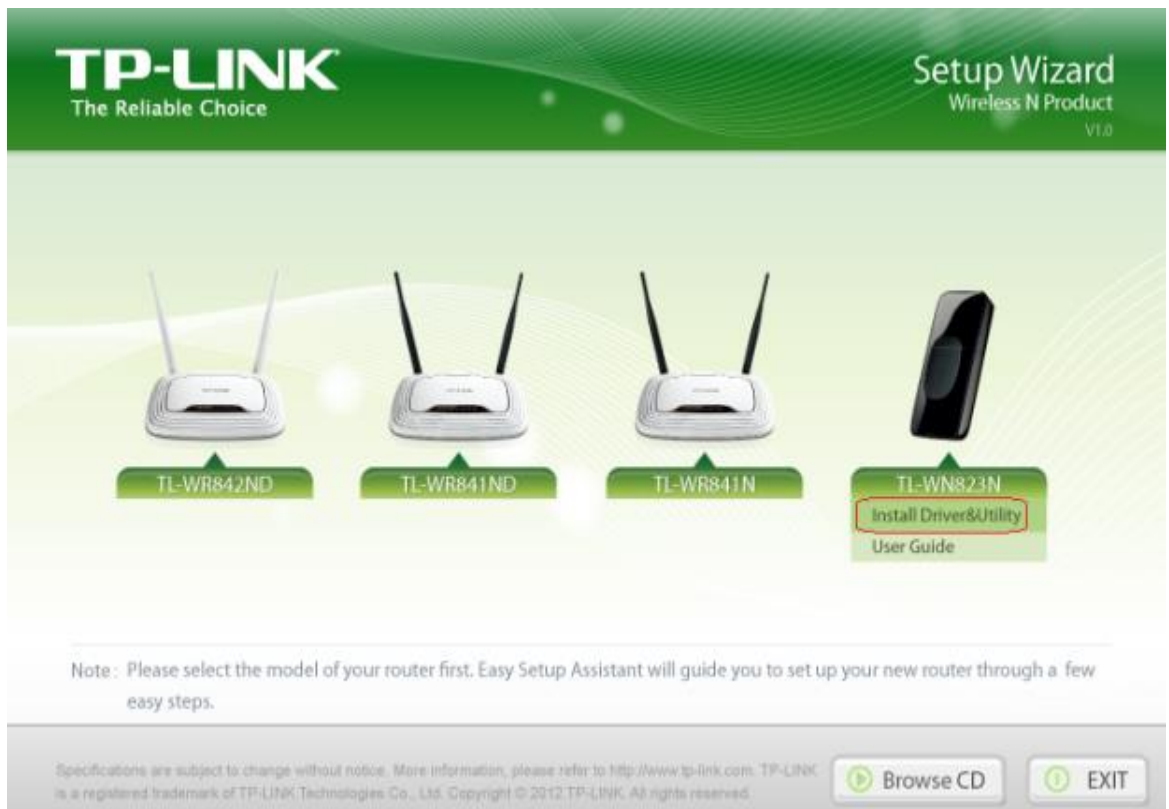 TP-LINK
The Reliable Choice
Setup Wizard
Wireless N Product
V1.0
TL-WR842ND
TL-WR841ND
TL-WR841N
TL-WN823N
Install Driver&Utility
User Guide
Note : Please select the model of your router first. Easy Setup Assistant will guide you to set up your new router through a few
easy steps.
Specifications are subject to change without notice. More information, please refer to http://www.tp-link.com. TP-LINK
is a registered trademark of TP-LINK Technologies Co., Ltd. Copyright © 2012 TP-LINK. All rights reserved.
Browse CD
EXIT